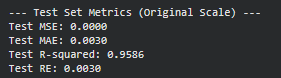 --- Test Set Metrics (Original Scale) ---
Test MSE: 0.0000
Test MAE: 0.0030
Test R-squared: 0.9586
Test RE: 0.0030